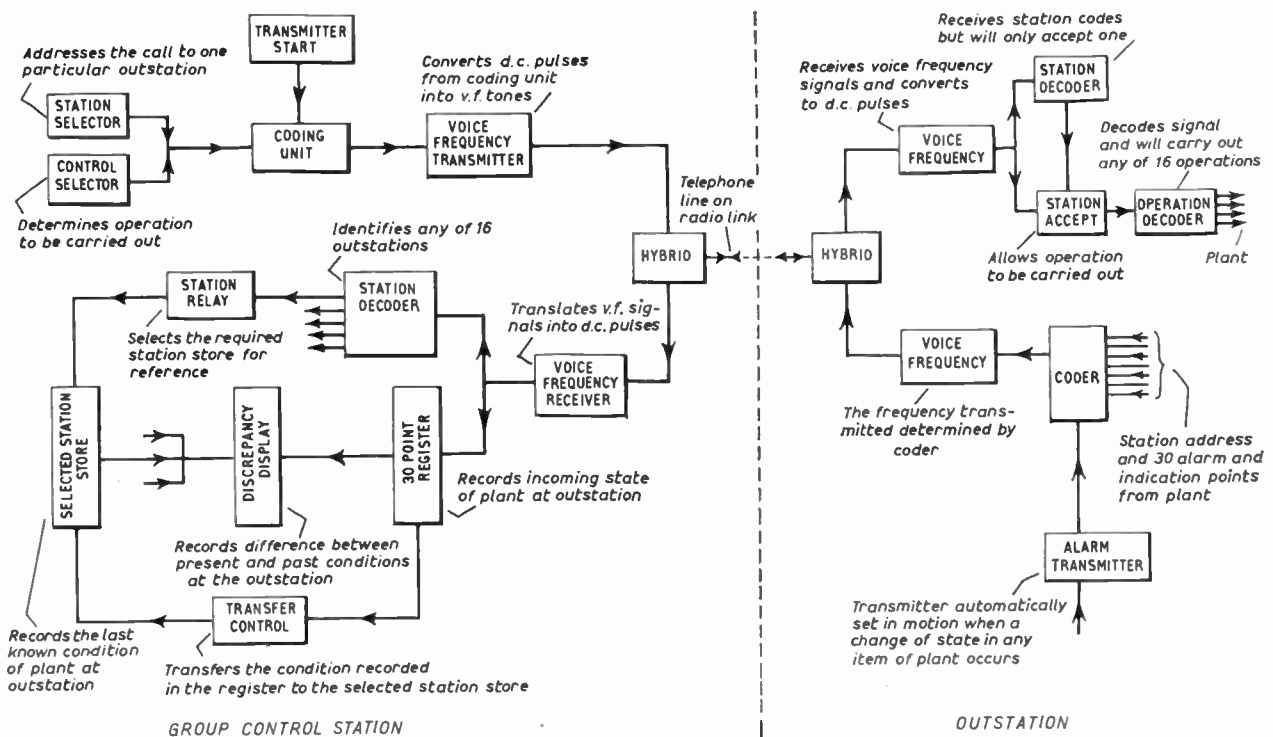 TRANSMITTER
START
Addresses the call to one
particular outstation
STATION
SELECTOR
CONTROL
SELECTOR
Determines operation
to be carried out
CODING
UNIT
Converts d.c. pulses
from coding unit
into v.f. tones
VOICE
FREQUENCY
TRANSMITTER
HYBRID
Telephone
line on
radio link
Identifies any of 16
outstations
STATION
DECODER
STATION
RELAY
Selects the required
station store for
reference
Translates v.f. sig-
nals into d.c. pulses
VOICE
FREQUENCY
RECEIVER
SELECTED STATION
STORE
DISCREPANCY
DISPLAY
30 POINT
REGISTER
Records incoming state
of plant at outstation
Records difference between
present and past conditions
at the outstation
TRANSFER
CONTROL
Records the last
known condition
of plant at
outstation
Transfers the condition recorded
in the register to the selected station store
GROUP CONTROL STATION
Receives station codes
but will only accept one
Receives voice frequency
signals and converts
to d.c. pulses
STATION
DECODER
VOICE
FREQUENCY
Decodes signal
and will carry out
any of 16 operations
STATION
ACCEPT
OPERATION
DECODER
Allows operation
to be carried out
Plant
HYBRID
VOICE
FREQUENCY
CODER
The frequency trans-
mitted determined by
coder
Station address
and 30 alarm and
indication points
from plant
ALARM
TRANSMITTER
Transmitter automatically
set in motion when a
change of state in any
item of plant occurs
OUTSTATION